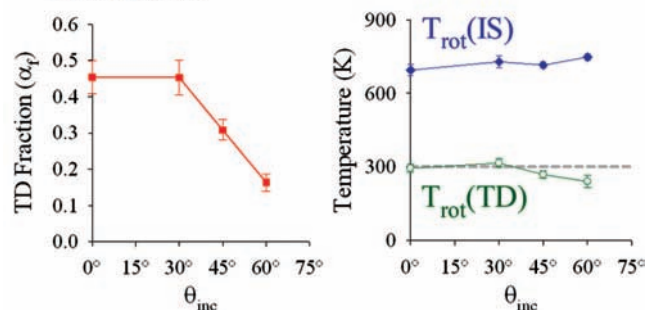 0.6
0.5
0.4
0.3
0.2
0.1
0.0
TD Fraction (αf)
0° 15° 30° 45° 60° 75°
θinc
900
600
300
0
Temperature (K)
Trot(IS)
Trot(TD)
0° 15° 30° 45° 60° 75°
θinc